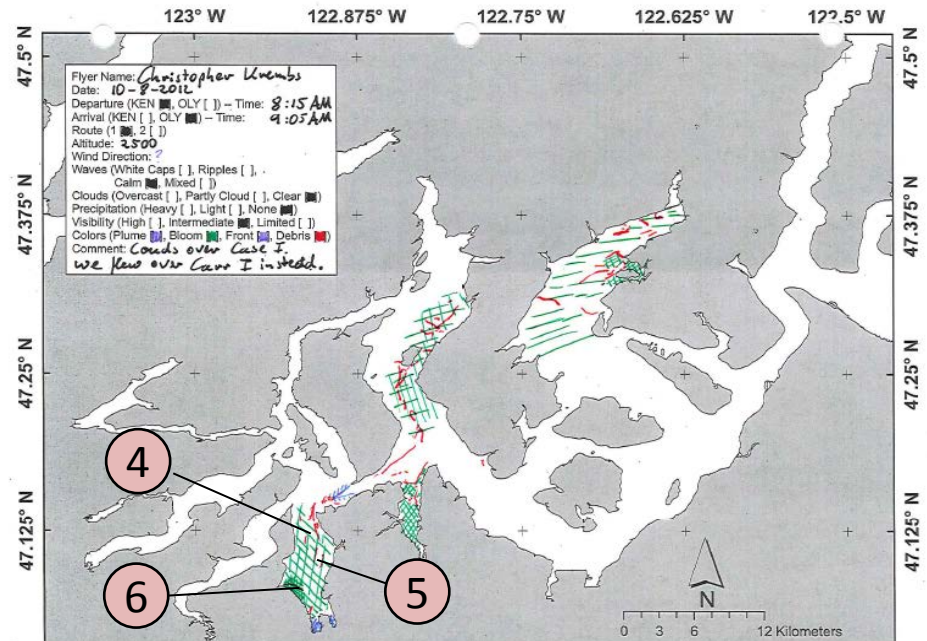 123° W 122.875° W 122.75° W 122.625° W 122.5° W
47.5° N 47.5° N
Flyer Name: Christopher Krembs
Date: 10-8-2012
Departure (KEN [■], OLY [ ]) – Time: 8:15 AM
Arrival (KEN [ ], OLY [■]) – Time: 9:05 AM
Route (1 [■], 2 [ ])
Altitude: 2500
Wind Direction: ?
Waves (White Caps [ ], Ripples [ ],
Calm [■], Mixed [ ])
Clouds (Overcast [ ], Partly Cloud [ ], Clear [■])
Precipitation (Heavy [ ], Light [ ], None [■])
Visibility (High [ ], Intermediate [■], Limited [ ])
Colors (Plume [■], Bloom [■], Front [■], Debris [■])
Comment: Couds over Case I.
we flew over Carr I instedd.
47.375° N 47.375° N
47.25° N 47.25° N
4
47.125° N 47.125° N
6
5
N
0 3 6 12 Kilometers